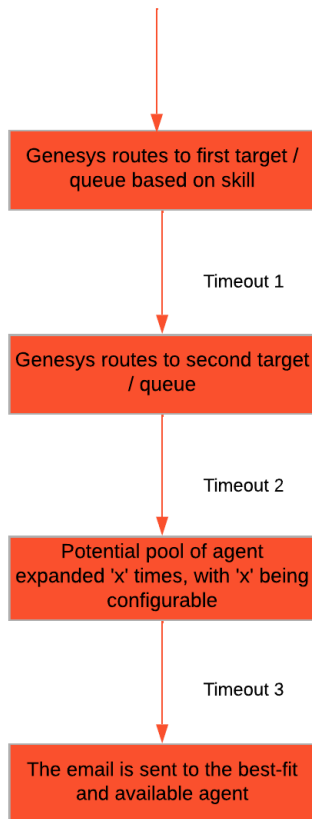 Genesys routes to first target /
queue based on skill
Timeout 1
Genesys routes to second target
/ queue
Timeout 2
Potential pool of agent
expanded 'x' times, with 'x' being
configurable
Timeout 3
The email is sent to the best-fit
and available agent